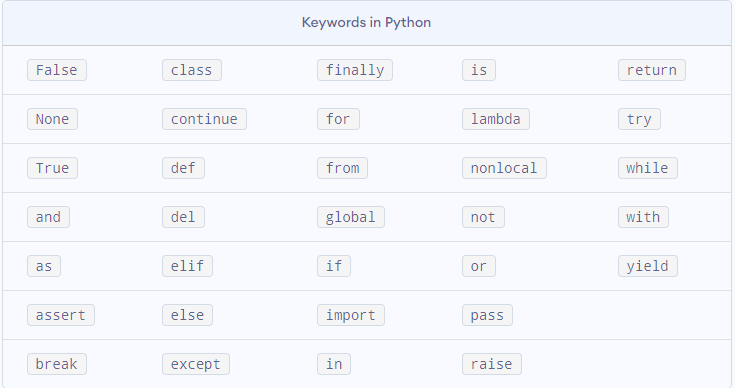 Keywords in Python
False class finally is return
None continue for lambda try
True def from nonlocal while
and del global not with
as elif if or yield
assert else import pass
break except in raise